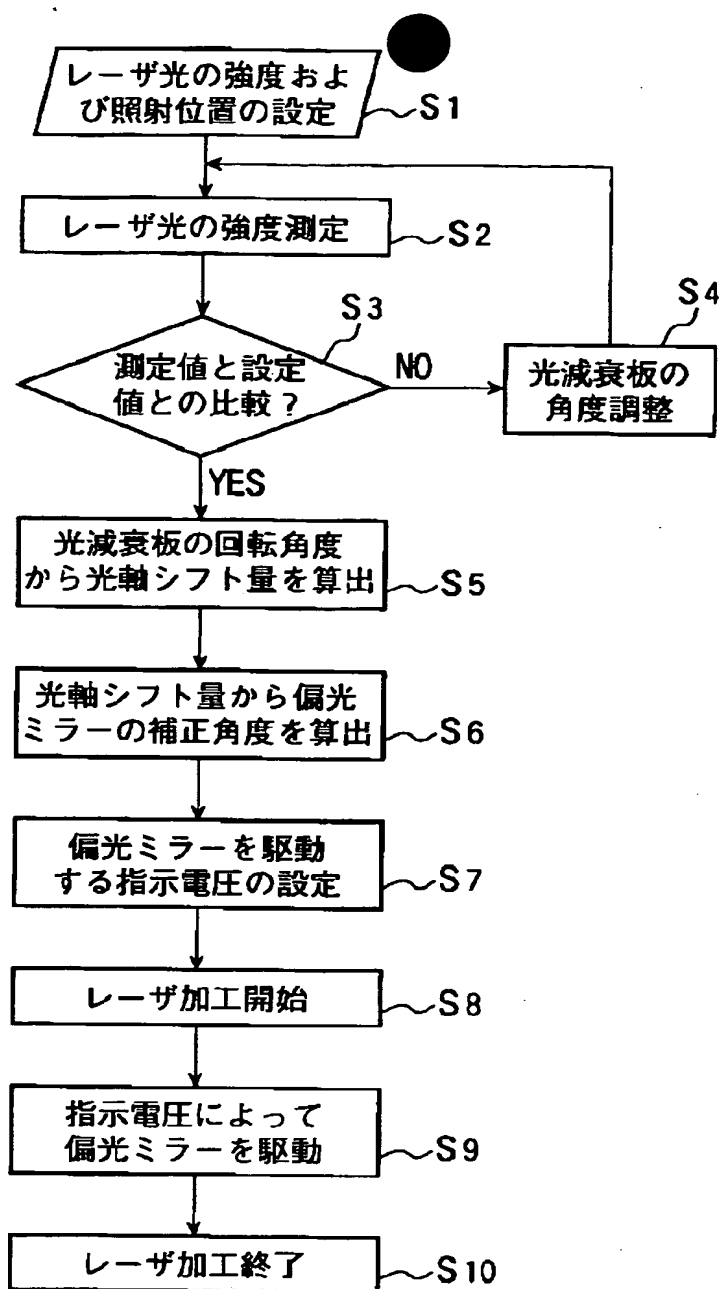 レーザ光の強度およ
び照射位置の設定
S1
レーザ光の強度測定
S2
S3
測定値と設定
値との比較？
NO
S4
光減衰板の
角度調整
YES
光減衰板の回転角度
から光軸シフト量を算出
S5
光軸シフト量から偏光
ミラーの補正角度を算出
S6
偏光ミラーを駆動
する指示電圧の設定
S7
レーザ加工開始
S8
指示電圧によって
偏光ミラーを駆動
S9
レーザ加工終了
S10